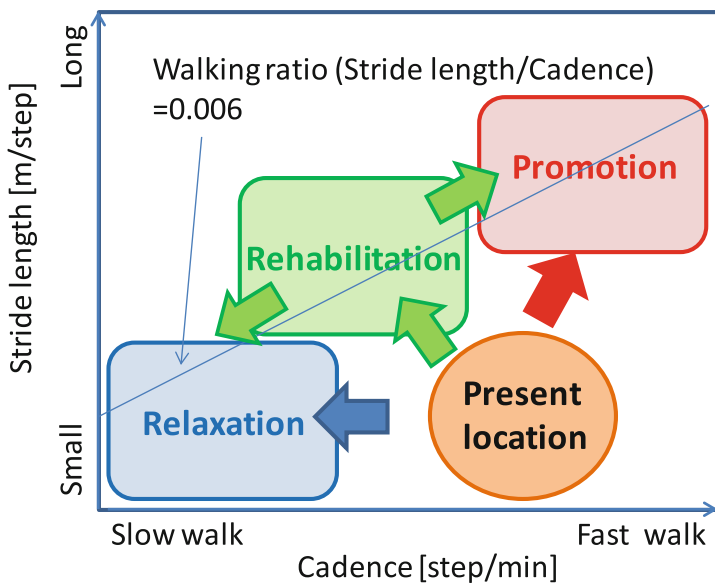 Long
Walking ratio (Stride length/Cadence)
=0.006
Stride length [m/step]
Promotion
Rehabilitation
Relaxation
Present
location
Small
Slow walk
Fast walk
Cadence [step/min]